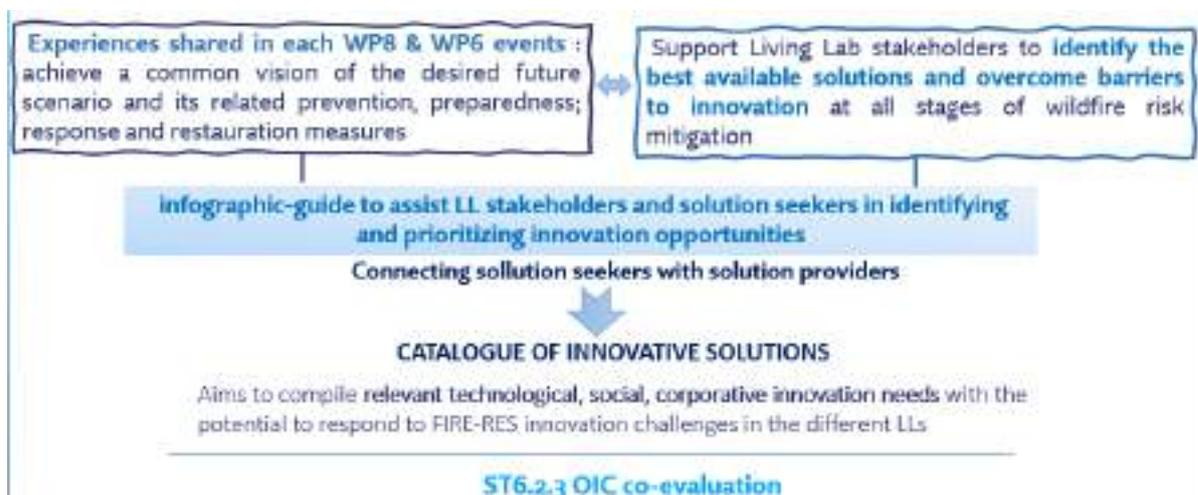 Experiences shared in each WP8 & WP6 events :
achieve a common vision of the desired future
scenario and its related prevention, preparedness;
response and restauration measures
Support Living Lab stakeholders to identify the
best available solutions and overcome barriers
to innovation at all stages of wildfire risk
mitigation
infographic-guide to assist LL stakeholders and solution seekers in identifying
and prioritizing innovation opportunities
Connecting sollution seekers with solution providers
CATALOGUE OF INNOVATIVE SOLUTIONS
Aims to compile relevant technological, social, corporative innovation needs with the
potential to respond to FIRE-RES innovation challenges in the different LLs
ST6.2.3 OIC co-evaluation